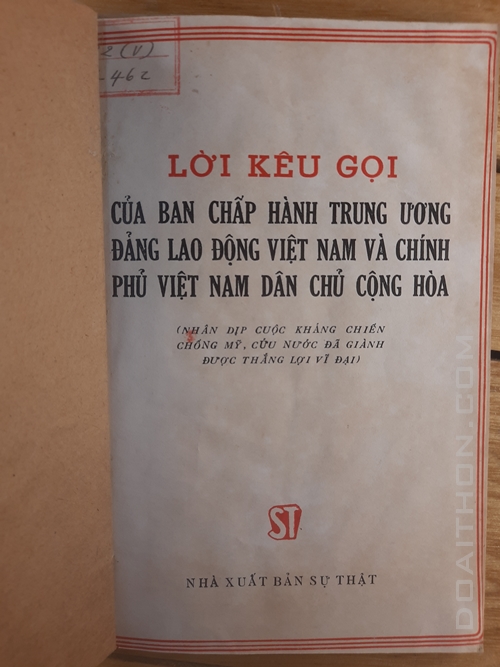 2 (V)
-462
LỜI KÊU GỌI
CỦA BAN CHẤP HÀNH TRUNG ƯƠNG
ĐẢNG LAO ĐỘNG VIỆT NAM VÀ CHÍNH
PHỦ VIỆT NAM DÂN CHỦ CỘNG HÒA
(NHÂN DỊP CUỘC KHÁNG CHIẾN
CHỐNG MỸ, CỨU NƯỚC ĐÃ GIÀNH
ĐƯỢC THẮNG LỢI VĨ ĐẠI)
ST
NHÀ XUẤT BẢN SỰ THẬT
DOAITHON.COM